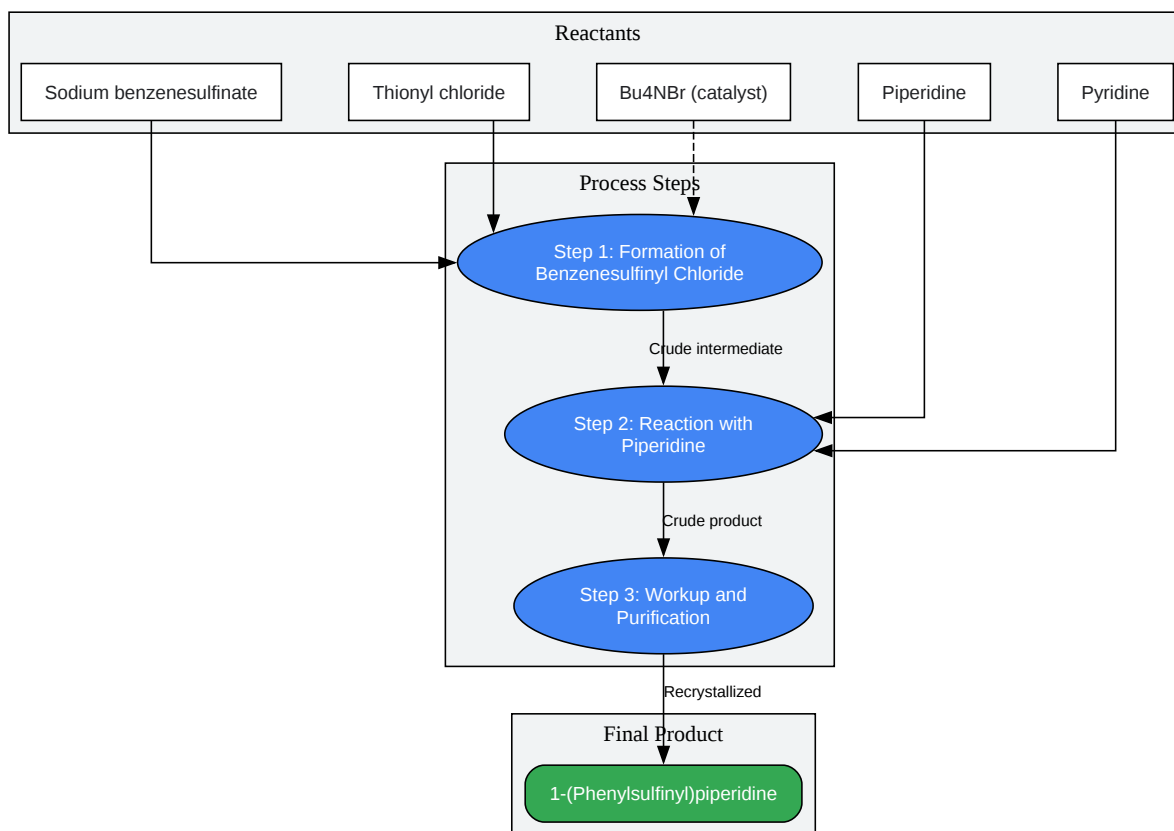 Reactants
Sodium benzenesulfinate
Thionyl chloride
Bu4NBr (catalyst)
Piperidine
Pyridine
Process Steps
Step 1: Formation of
Benzenesulfinyl Chloride
Crude intermediate
Step 2: Reaction with
Piperidine
Crude product
Step 3: Workup and
Purification
Recrystallized
Final Product
1-(Phenylsulfinyl)piperidine